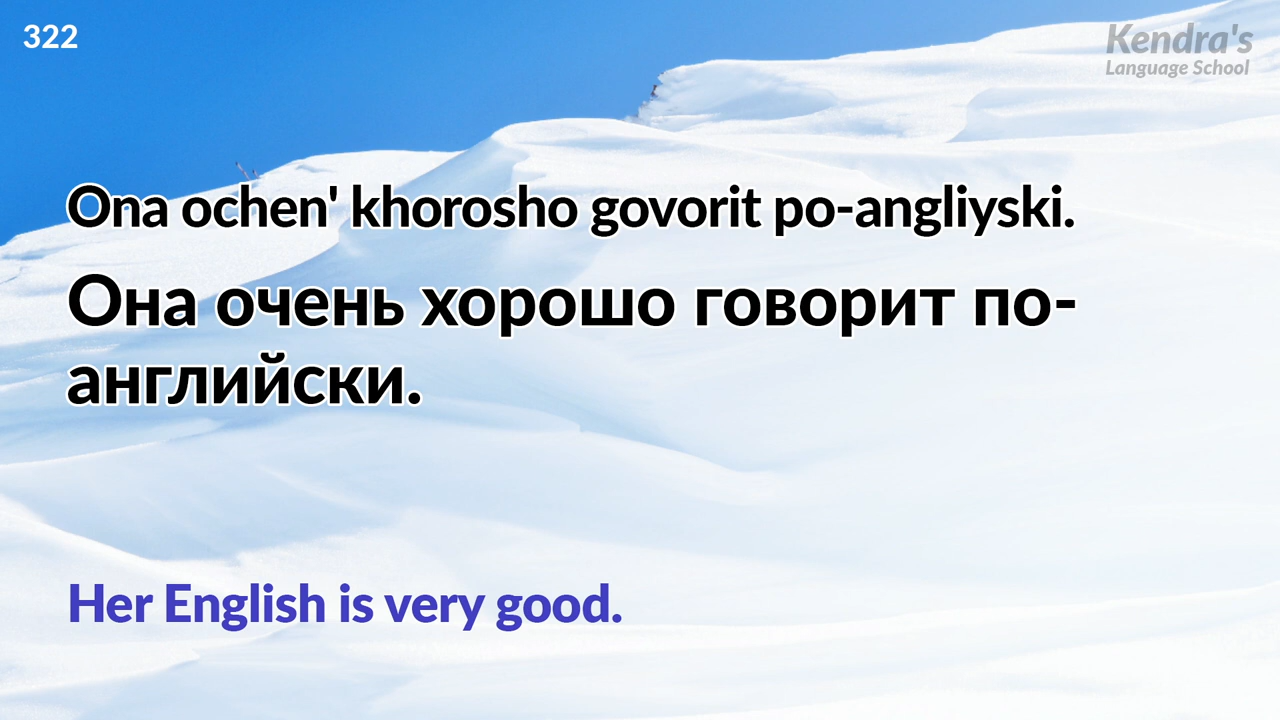 322
Kendra's
Language School
Ona ochen' khorosho govorit po-angliyski.
Она очень хорошо говорит по-
английски.
Her English is very good.